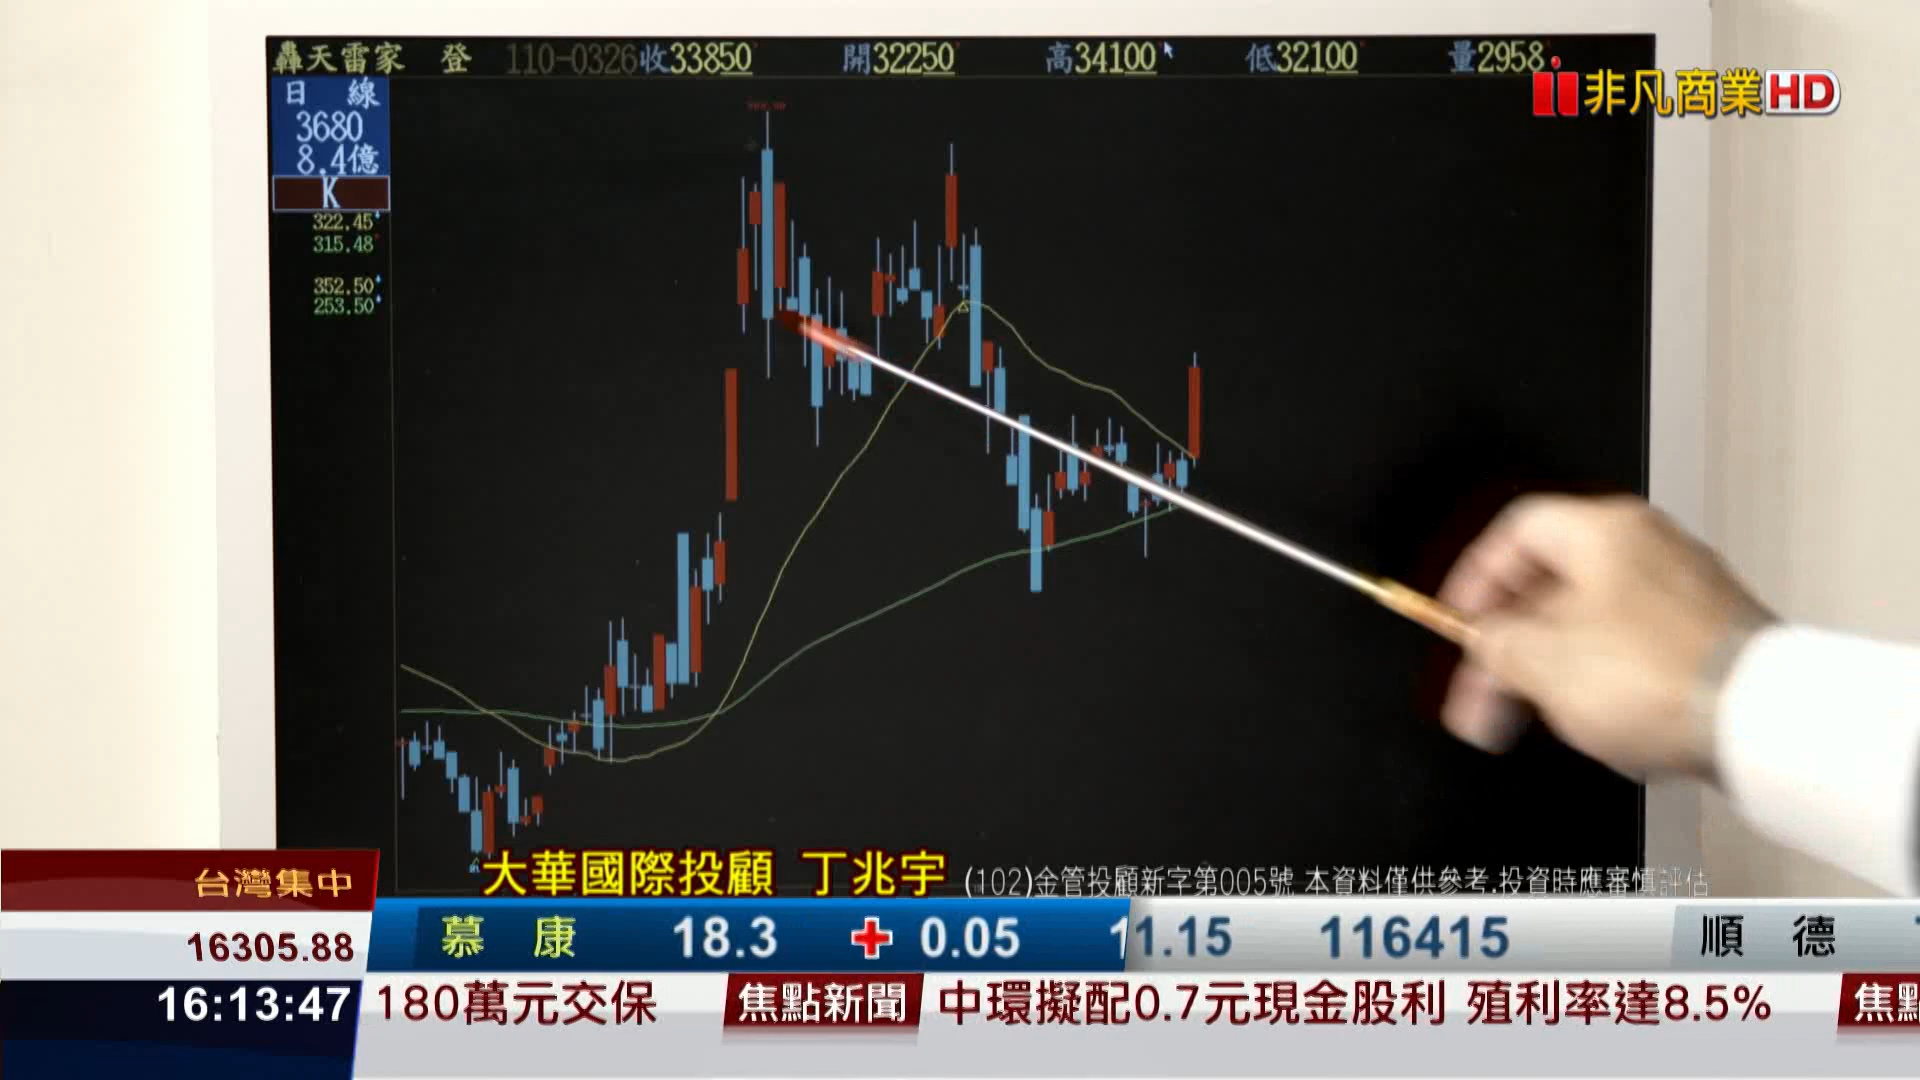 轟天雷家 登 110-0326收33850 開32250 高34100 低32100 量2958
非凡商業HD
日 線
3680
8.4億
K
322.45
315.48
352.50
253.50
大華國際投顧 丁兆宇 (102)金管投顧新字第005號 本資料僅供參考,投資時應審慎評估
台灣集中
16305.88
慕 康 18.3 + 0.05 11.15 116415 順 德
16:13:47
180萬元交保 焦點新聞 中環擬配0.7元現金股利 殖利率達8.5% 焦點